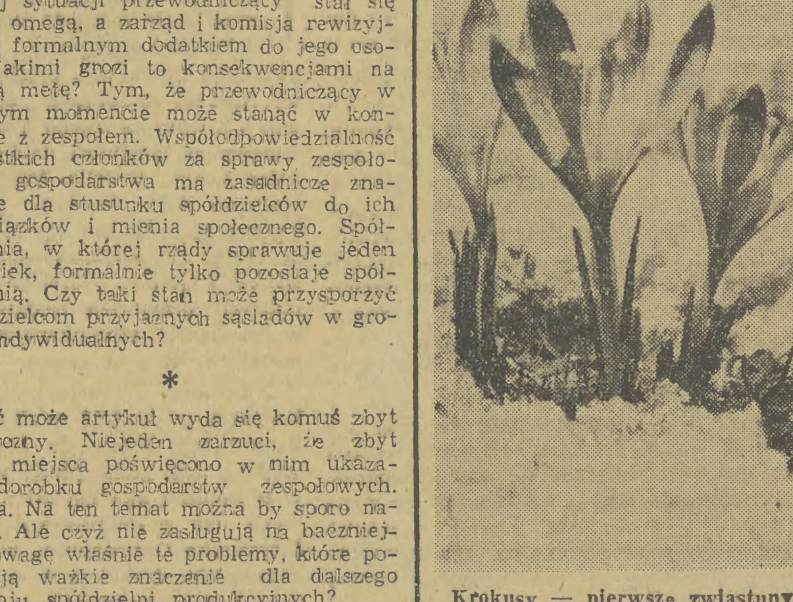 sytuacji przewodniczący stał się
omegą, a zarząd i komisja rewizyj-
formalnym dodatkiem do jego oso-
akimi grozi to konsekwencjami na
ą metę? Tym, że przewodniczący w
ym momencie może stanąć w kon-
e z zespołem. Współodpowiedzialność
stkich członków za sprawy zespoło-
gospodarstwa ma zasadnicze zna-
e dla stusunku spółdzielców do ich
iązków i mienia społecznego. Spół-
nia, w której rządy sprawuje jeden
iek, formalnie tylko pozostaje spół-
nią. Czy taki stan może przysporzyć
zielcom przyjaznych sąsiadów w gro-
ndywidualnych?
*
ć może artykuł wyda się komuś zbyt
ozny. Niejeden zarzuci, że zbyt
miejsca poświęcono w nim ukaza-
dorobku gospodarstw zespołowych.
a. Na ten temat można by sporo na-
. Ale czyż nie zasługują na baczniej-
wagę właśnie te problemy, które po-
ją ważkie znaczenie dla dalszego
ju spółdzielni produkcyjnych?
Krokusy — pierwsze zwiastuny